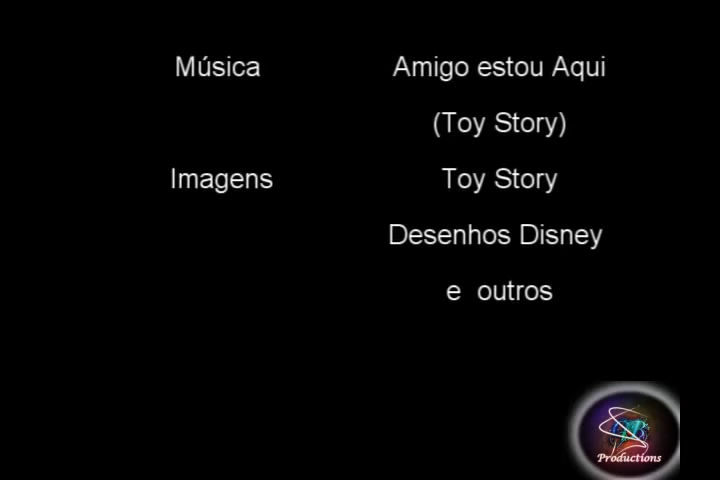 Música Amigo estou Aqui
(Toy Story)
Imagens Toy Story
Desenhos Disney
e outros
Productions